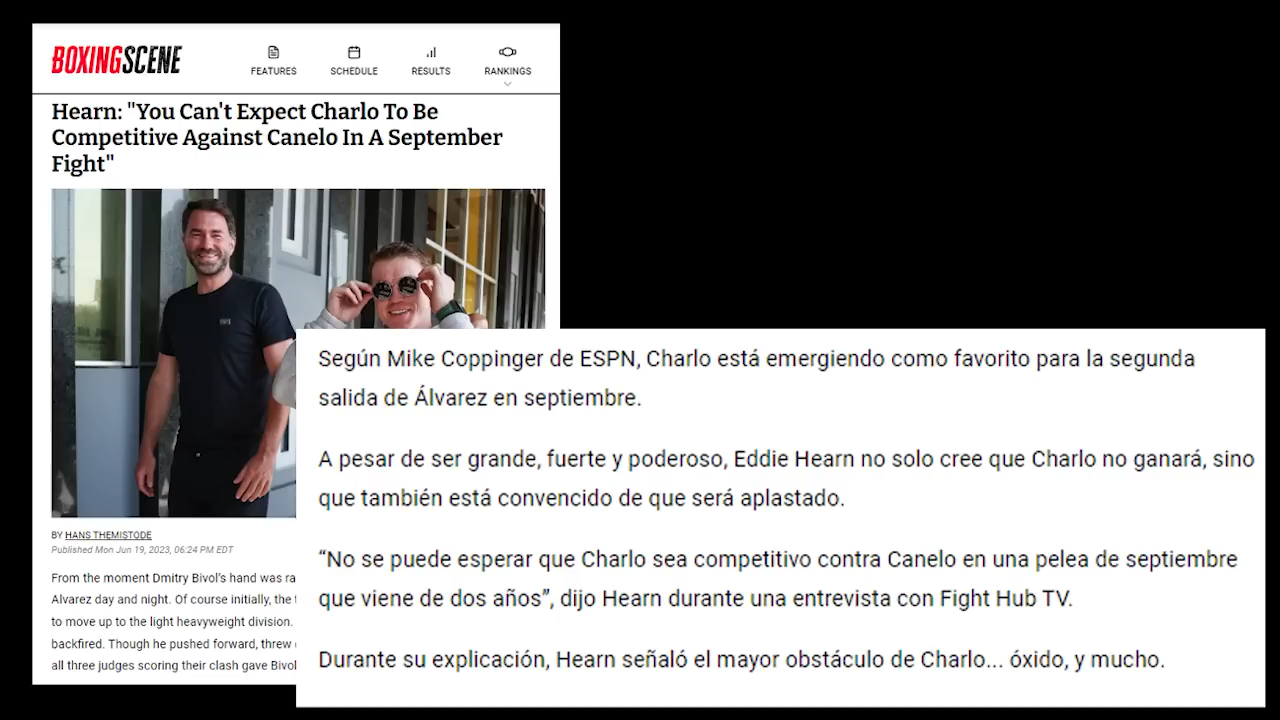 BOXINGSCENE
FEATURES
SCHEDULE
RESULTS
RANKINGS
Hearn: "You Can't Expect Charlo To Be
Competitive Against Canelo In A September
Fight"
BY HANS THEMISTODE
Published Mon Jun 19, 2023, 06:24 PM EDT
From the moment Dmitry Bivol's hand was
Alvarez day and night. Of course initially, the
to move up to the light heavyweight division.
backfired. Though he pushed forward, threw
all three judges scoring their clash gave
Según Mike Coppinger de ESPN, Charlo está emergiendo como favorito para la segunda
salida de Álvarez en septiembre.
A pesar de ser grande, fuerte y poderoso, Eddie Hearn no solo cree que Charlo no ganará, sino
que también está convencido de que será aplastado.
“No se puede esperar que Charlo sea competitivo contra Canelo en una pelea de septiembre
que viene de dos años”, dijo Hearn durante una entrevista con Fight Hub TV.
Durante su explicación, Hearn señaló el mayor obstáculo de Charlo... óxido, y mucho.